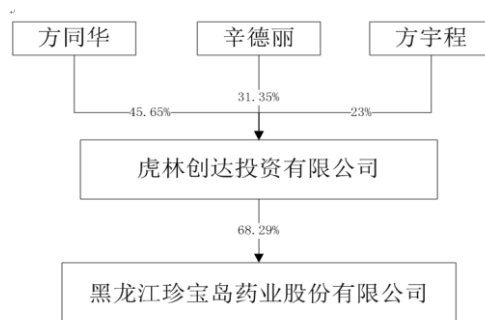 方同华 辛德丽 方宇程
31.35%
45.65% 23%
虎林创达投资有限公司
68.29%
黑龙江珍宝岛药业股份有限公司